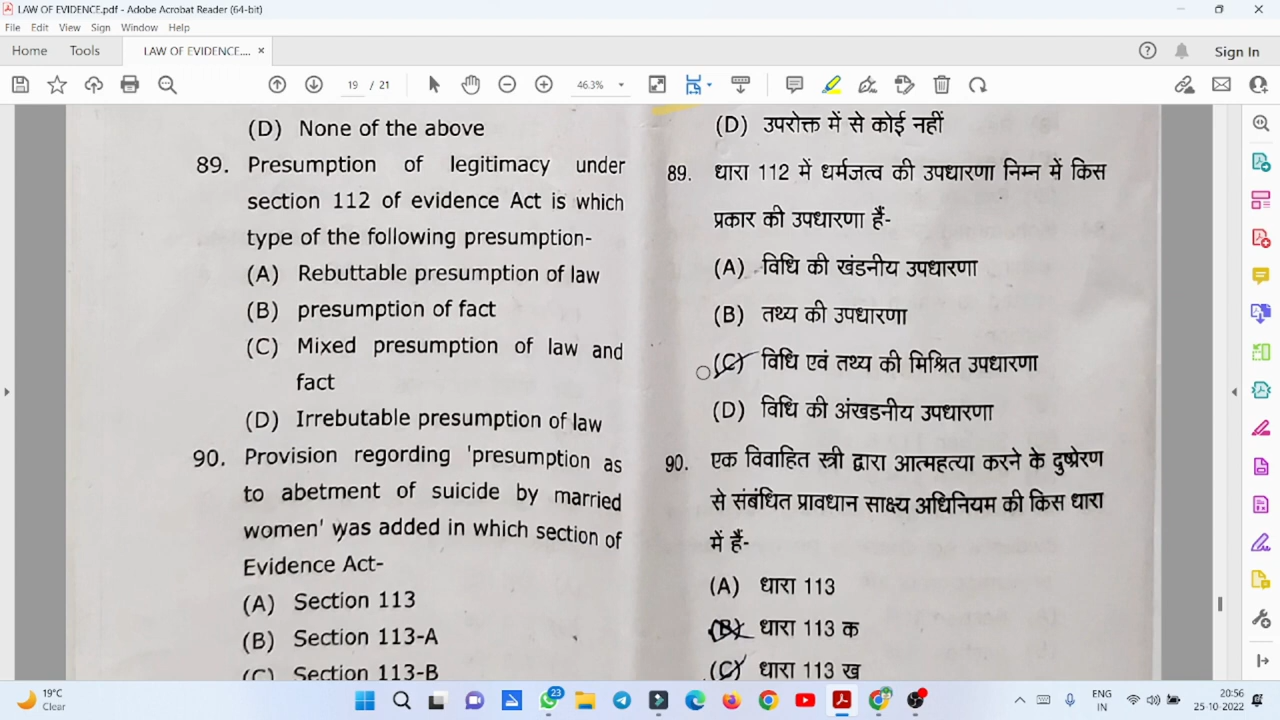 LAW OF EVIDENCE.pdf - Adobe Acrobat Reader (64-bit)
File Edit View Sign Window Help
Home Tools LAW OF EVIDENCE.... × Sign In
19 / 21 46.3%
(D) None of the above
89. Presumption of legitimacy under
section 112 of evidence Act is which
type of the following presumption-
(A) Rebuttable presumption of law
(B) presumption of fact
(C) Mixed presumption of law and
fact
(D) Irrebutable presumption of law
90. Provision regarding 'presumption as
to abetment of suicide by married
women' was added in which section of
Evidence Act-
(A) Section 113
(B) Section 113-A
(C) Section 113-B
(D) उपरोक्त में से कोई नहीं
89. धारा 112 में धर्मजत्व की उपधारणा निम्न में किस
प्रकार की उपधारणा हैं-
(A) विधि की खंडनीय उपधारणा
(B) तथ्य की उपधारणा
(C) विधि एवं तथ्य की मिश्रित उपधारणा
(D) विधि की अंखडनीय उपधारणा
90. एक विवाहित स्त्री द्वारा आत्महत्या करने के दुष्प्रेरण
से संबंधित प्रावधान साक्ष्य अधिनियम की किस धारा
में हैं-
(A) धारा 113
(B) धारा 113 क
(C) धारा 113 ख
19°C
Clear
23
ENG
IN
20:56
25-10-2022